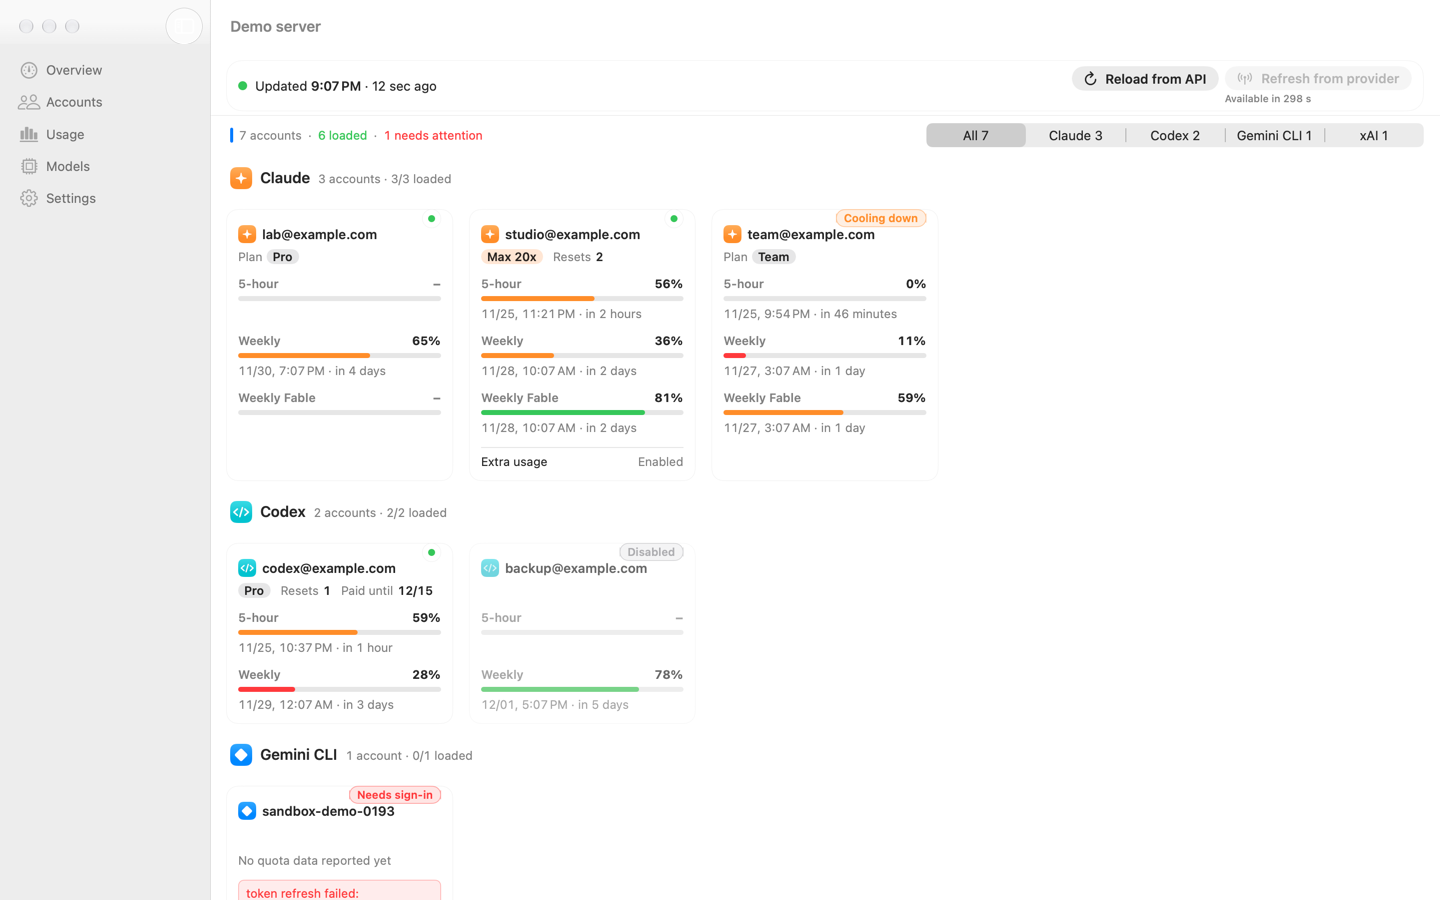 Demo server
Overview
Accounts
Usage
Models
Settings
Updated 9:07 PM · 12 sec ago
Reload from API
Refresh from provider
Available in 298 s
7 accounts · 6 loaded · 1 needs attention
All 7
Claude 3
Codex 2
Gemini CLI 1
xAI 1
Claude 3 accounts · 3/3 loaded
lab@example.com
Plan Pro
5-hour –
Weekly 65%
11/30, 7:07 PM · in 4 days
Weekly Fable –
studio@example.com
Max 20x Resets 2
5-hour 56%
11/25, 11:21 PM · in 2 hours
Weekly 36%
11/28, 10:07 AM · in 2 days
Weekly Fable 81%
11/28, 10:07 AM · in 2 days
Extra usage Enabled
Cooling down
team@example.com
Plan Team
5-hour 0%
11/25, 9:54 PM · in 46 minutes
Weekly 11%
11/27, 3:07 AM · in 1 day
Weekly Fable 59%
11/27, 3:07 AM · in 1 day
Codex 2 accounts · 2/2 loaded
codex@example.com
Pro Resets 1 Paid until 12/15
5-hour 59%
11/25, 10:37 PM · in 1 hour
Weekly 28%
11/29, 12:07 AM · in 3 days
Disabled
backup@example.com
5-hour –
Weekly 78%
12/01, 5:07 PM · in 5 days
Gemini CLI 1 account · 0/1 loaded
Needs sign-in
sandbox-demo-0193
No quota data reported yet
token refresh failed: